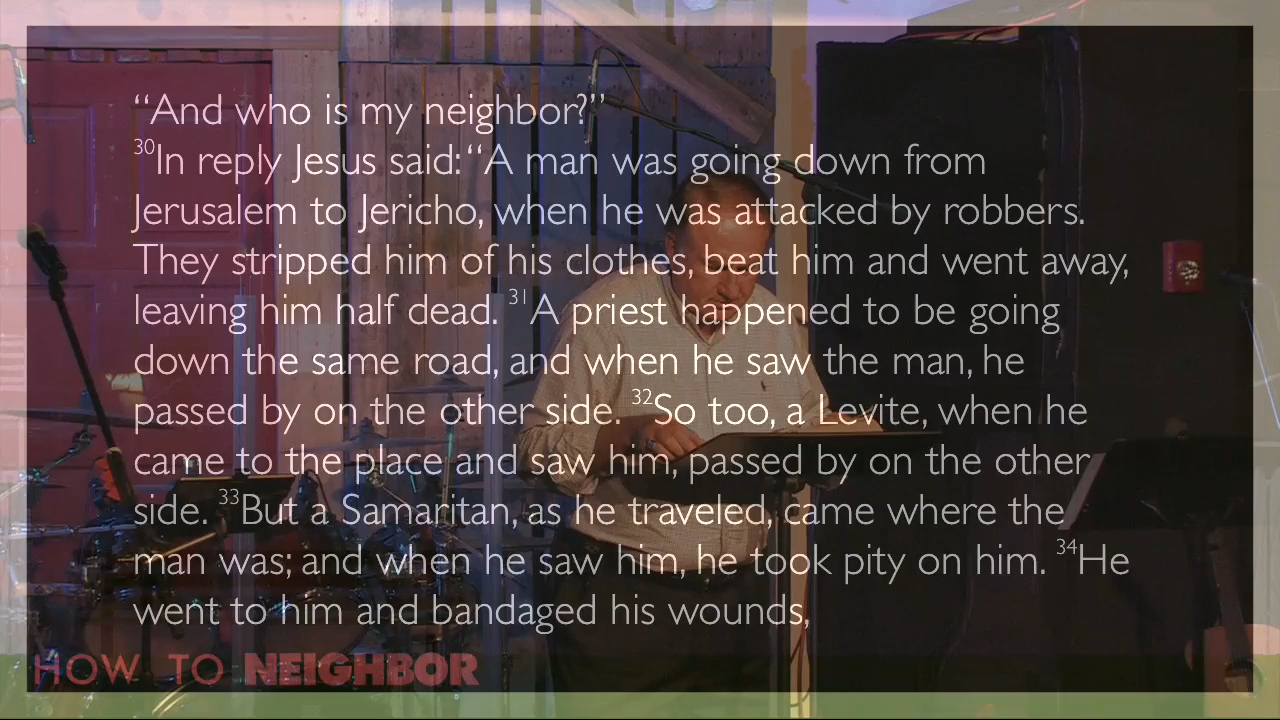 “And who is my neighbor?”
³⁰In reply Jesus said: “A man was going down from
Jerusalem to Jericho, when he was attacked by robbers.
They stripped him of his clothes, beat him and went away,
leaving him half dead. ³¹A priest happened to be going
down the same road, and when he saw the man, he
passed by on the other side. ³²So too, a Levite, when he
came to the place and saw him, passed by on the other
side. ³³But a Samaritan, as he traveled, came where the
man was; and when he saw him, he took pity on him. ³⁴He
went to him and bandaged his wounds,
HOW TO NEIGHBOR